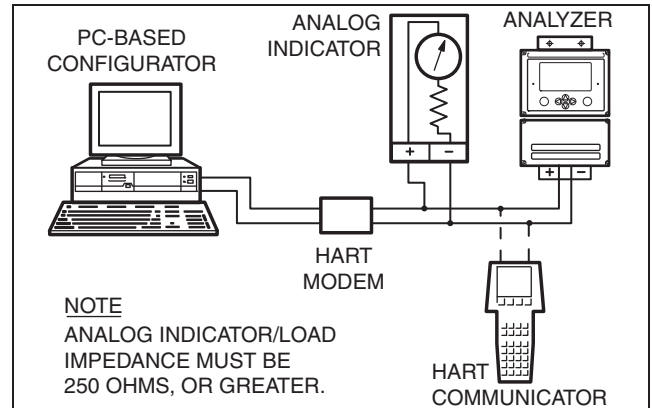 PC-BASED
CONFIGURATOR
ANALOG
INDICATOR
ANALYZER
+ −
+ −
HART
MODEM
NOTE
ANALOG INDICATOR/LOAD
IMPEDANCE MUST BE
250 OHMS, OR GREATER.
HART
COMMUNICATOR